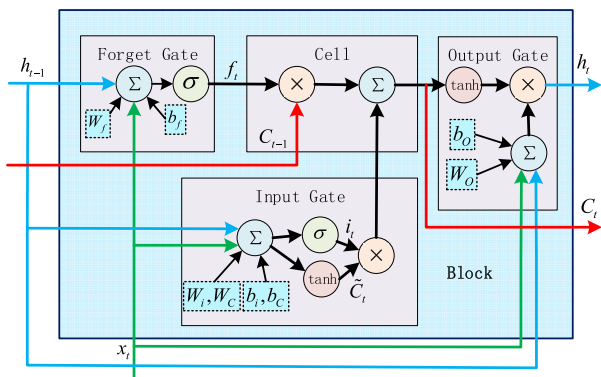 Forget Gate
Cell
Output Gate
h_{t-1}
Σ
σ
f_t
×
Σ
tanh
×
h_t
W_f
b_f
C_{t-1}
b_O
W_O
Σ
Input Gate
Σ
σ
i_t
×
tanh
C̃_t
W_i,W_C
b_i,b_C
C_t
Block
x_t